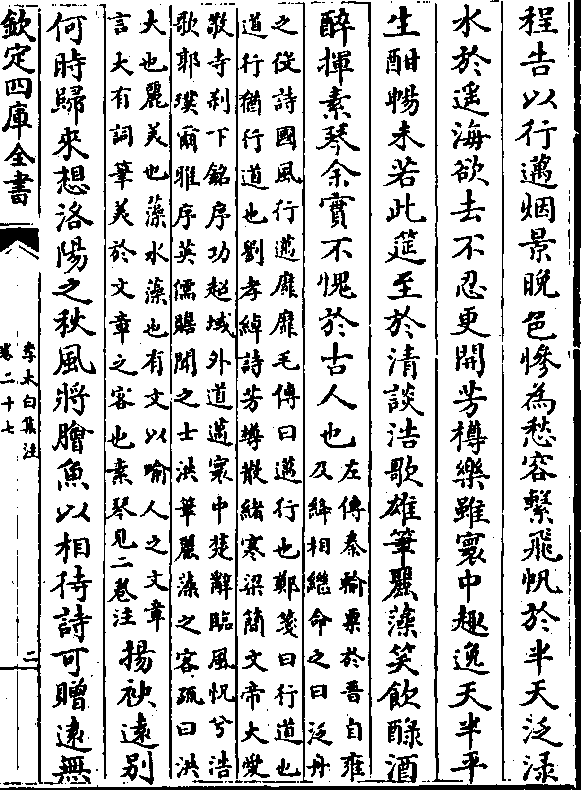 程告以行邁烟景晚色慘為愁容繫飛帆於半天泛渌
水於遥海欲去不忍更開芳樽樂雖寰中趣逸天半平
生酣暢未若此筵至於清談浩歌雄筆麗藻笑飲醁酒
醉揮素琴余實不愧於古人也左傳秦輸粟於晉自雍
及絳相繼命之曰泛舟
之役詩國風行邁靡靡毛傳曰邁行也鄭箋曰行道也
道行猶行道也劉孝綽詩芳樽散緒寒梁簡文帝大愛
敬寺刹下銘序功超域外道邁寰中楚辭臨風怳兮浩
歌郭璞爾雅序英儒贍聞之士洪筆麗藻之客疏曰洪
大也麗美也藻水藻也有文以喻人之文章
言大有詞筆美於文章之客也素琴見二卷注揚袂遠别
何時歸來想洛陽之秋風將膾魚以相待詩可贈遠無
欽定四庫全書
李太白集注
卷二十七
二